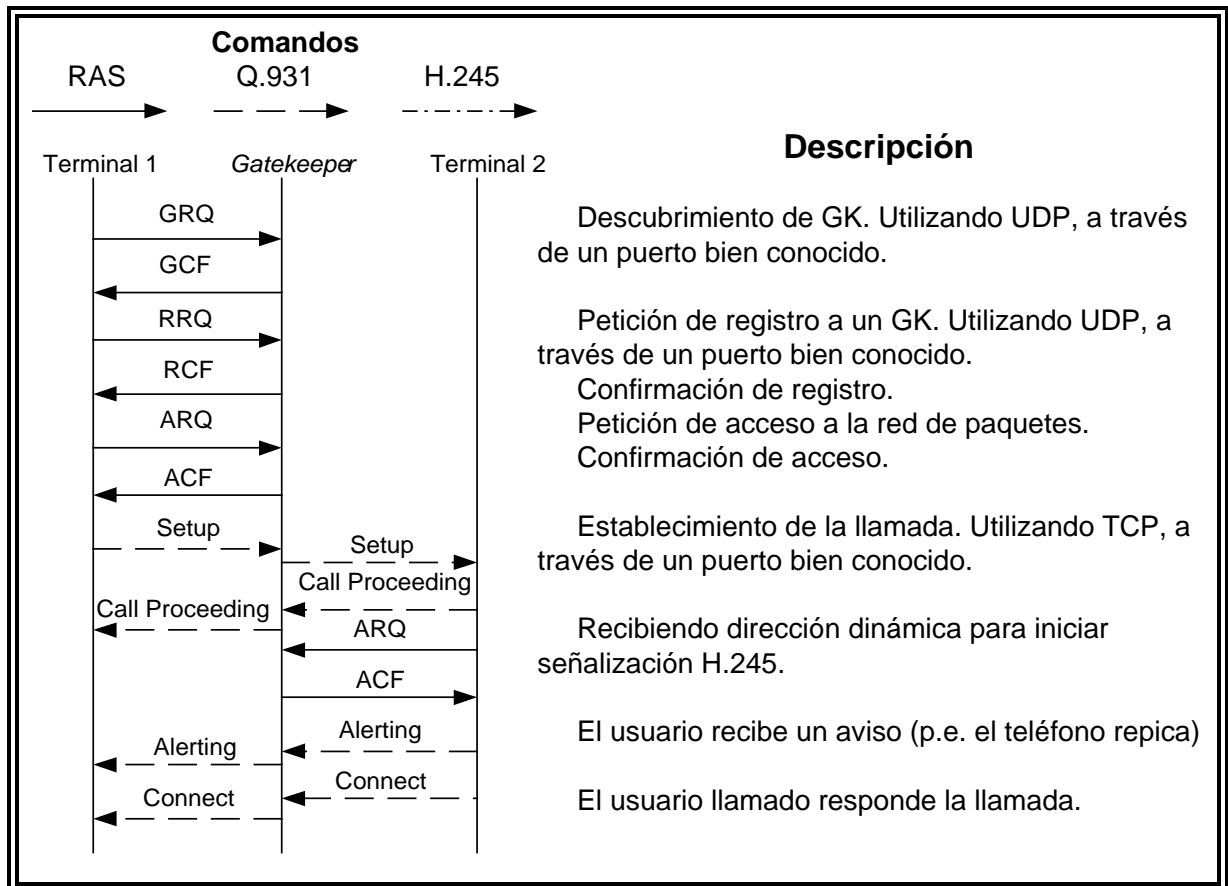 Comandos
RAS Q.931 H.245
Terminal 1 Gatekeeper Terminal 2
Descripción
GRQ
Descubrimiento de GK. Utilizando UDP, a través
de un puerto bien conocido.
GCF
RRQ
Petición de registro a un GK. Utilizando UDP, a
través de un puerto bien conocido.
RCF
Confirmación de registro.
ARQ
Petición de acceso a la red de paquetes.
Confirmación de acceso.
ACF
Setup
Establecimiento de la llamada. Utilizando TCP, a
través de un puerto bien conocido.
Setup
Call Proceeding
Call Proceeding
ARQ
Recibiendo dirección dinámica para iniciar
señalización H.245.
ACF
Alerting
El usuario recibe un aviso (p.e. el teléfono repica)
Alerting
Connect
Connect
El usuario llamado responde la llamada.